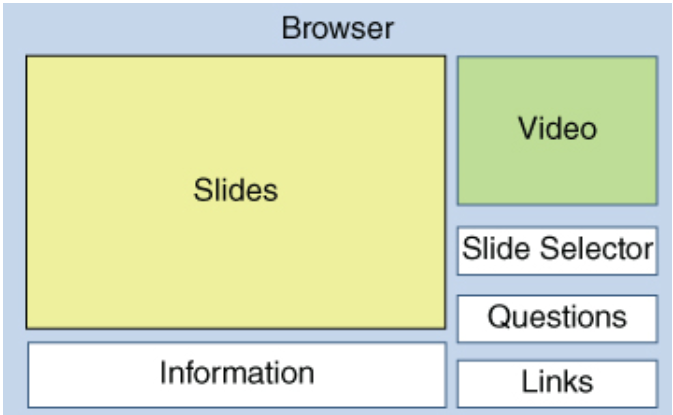 Browser
Slides
Video
Slide Selector
Questions
Information
Links